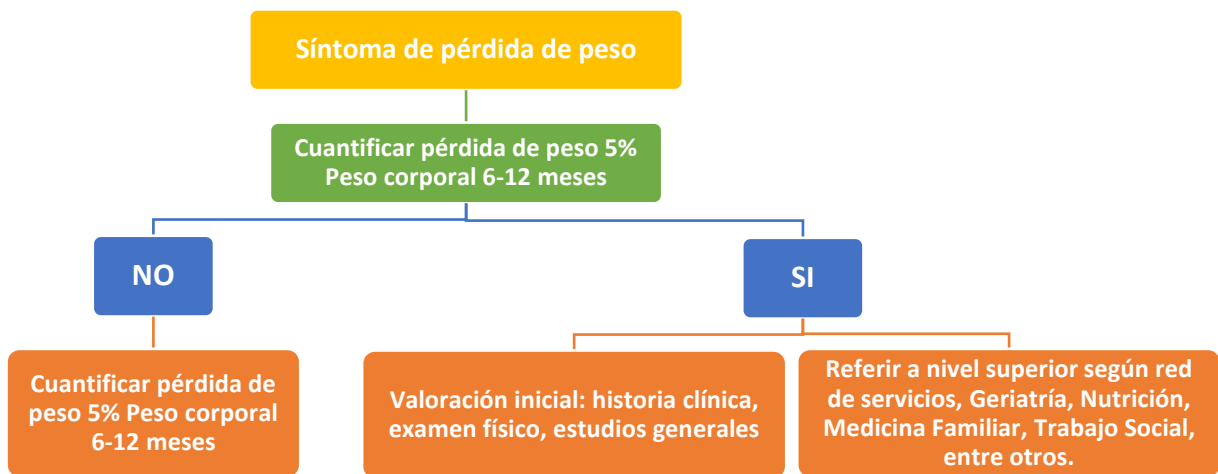 Síntoma de pérdida de peso
Cuantificar pérdida de peso 5%
Peso corporal 6-12 meses
NO
SI
Cuantificar pérdida de
peso 5% Peso corporal
6-12 meses
Valoración inicial: historia clínica,
examen físico, estudios generales
Referir a nivel superior según red
de servicios, Geriatría, Nutrición,
Medicina Familiar, Trabajo Social,
entre otros.